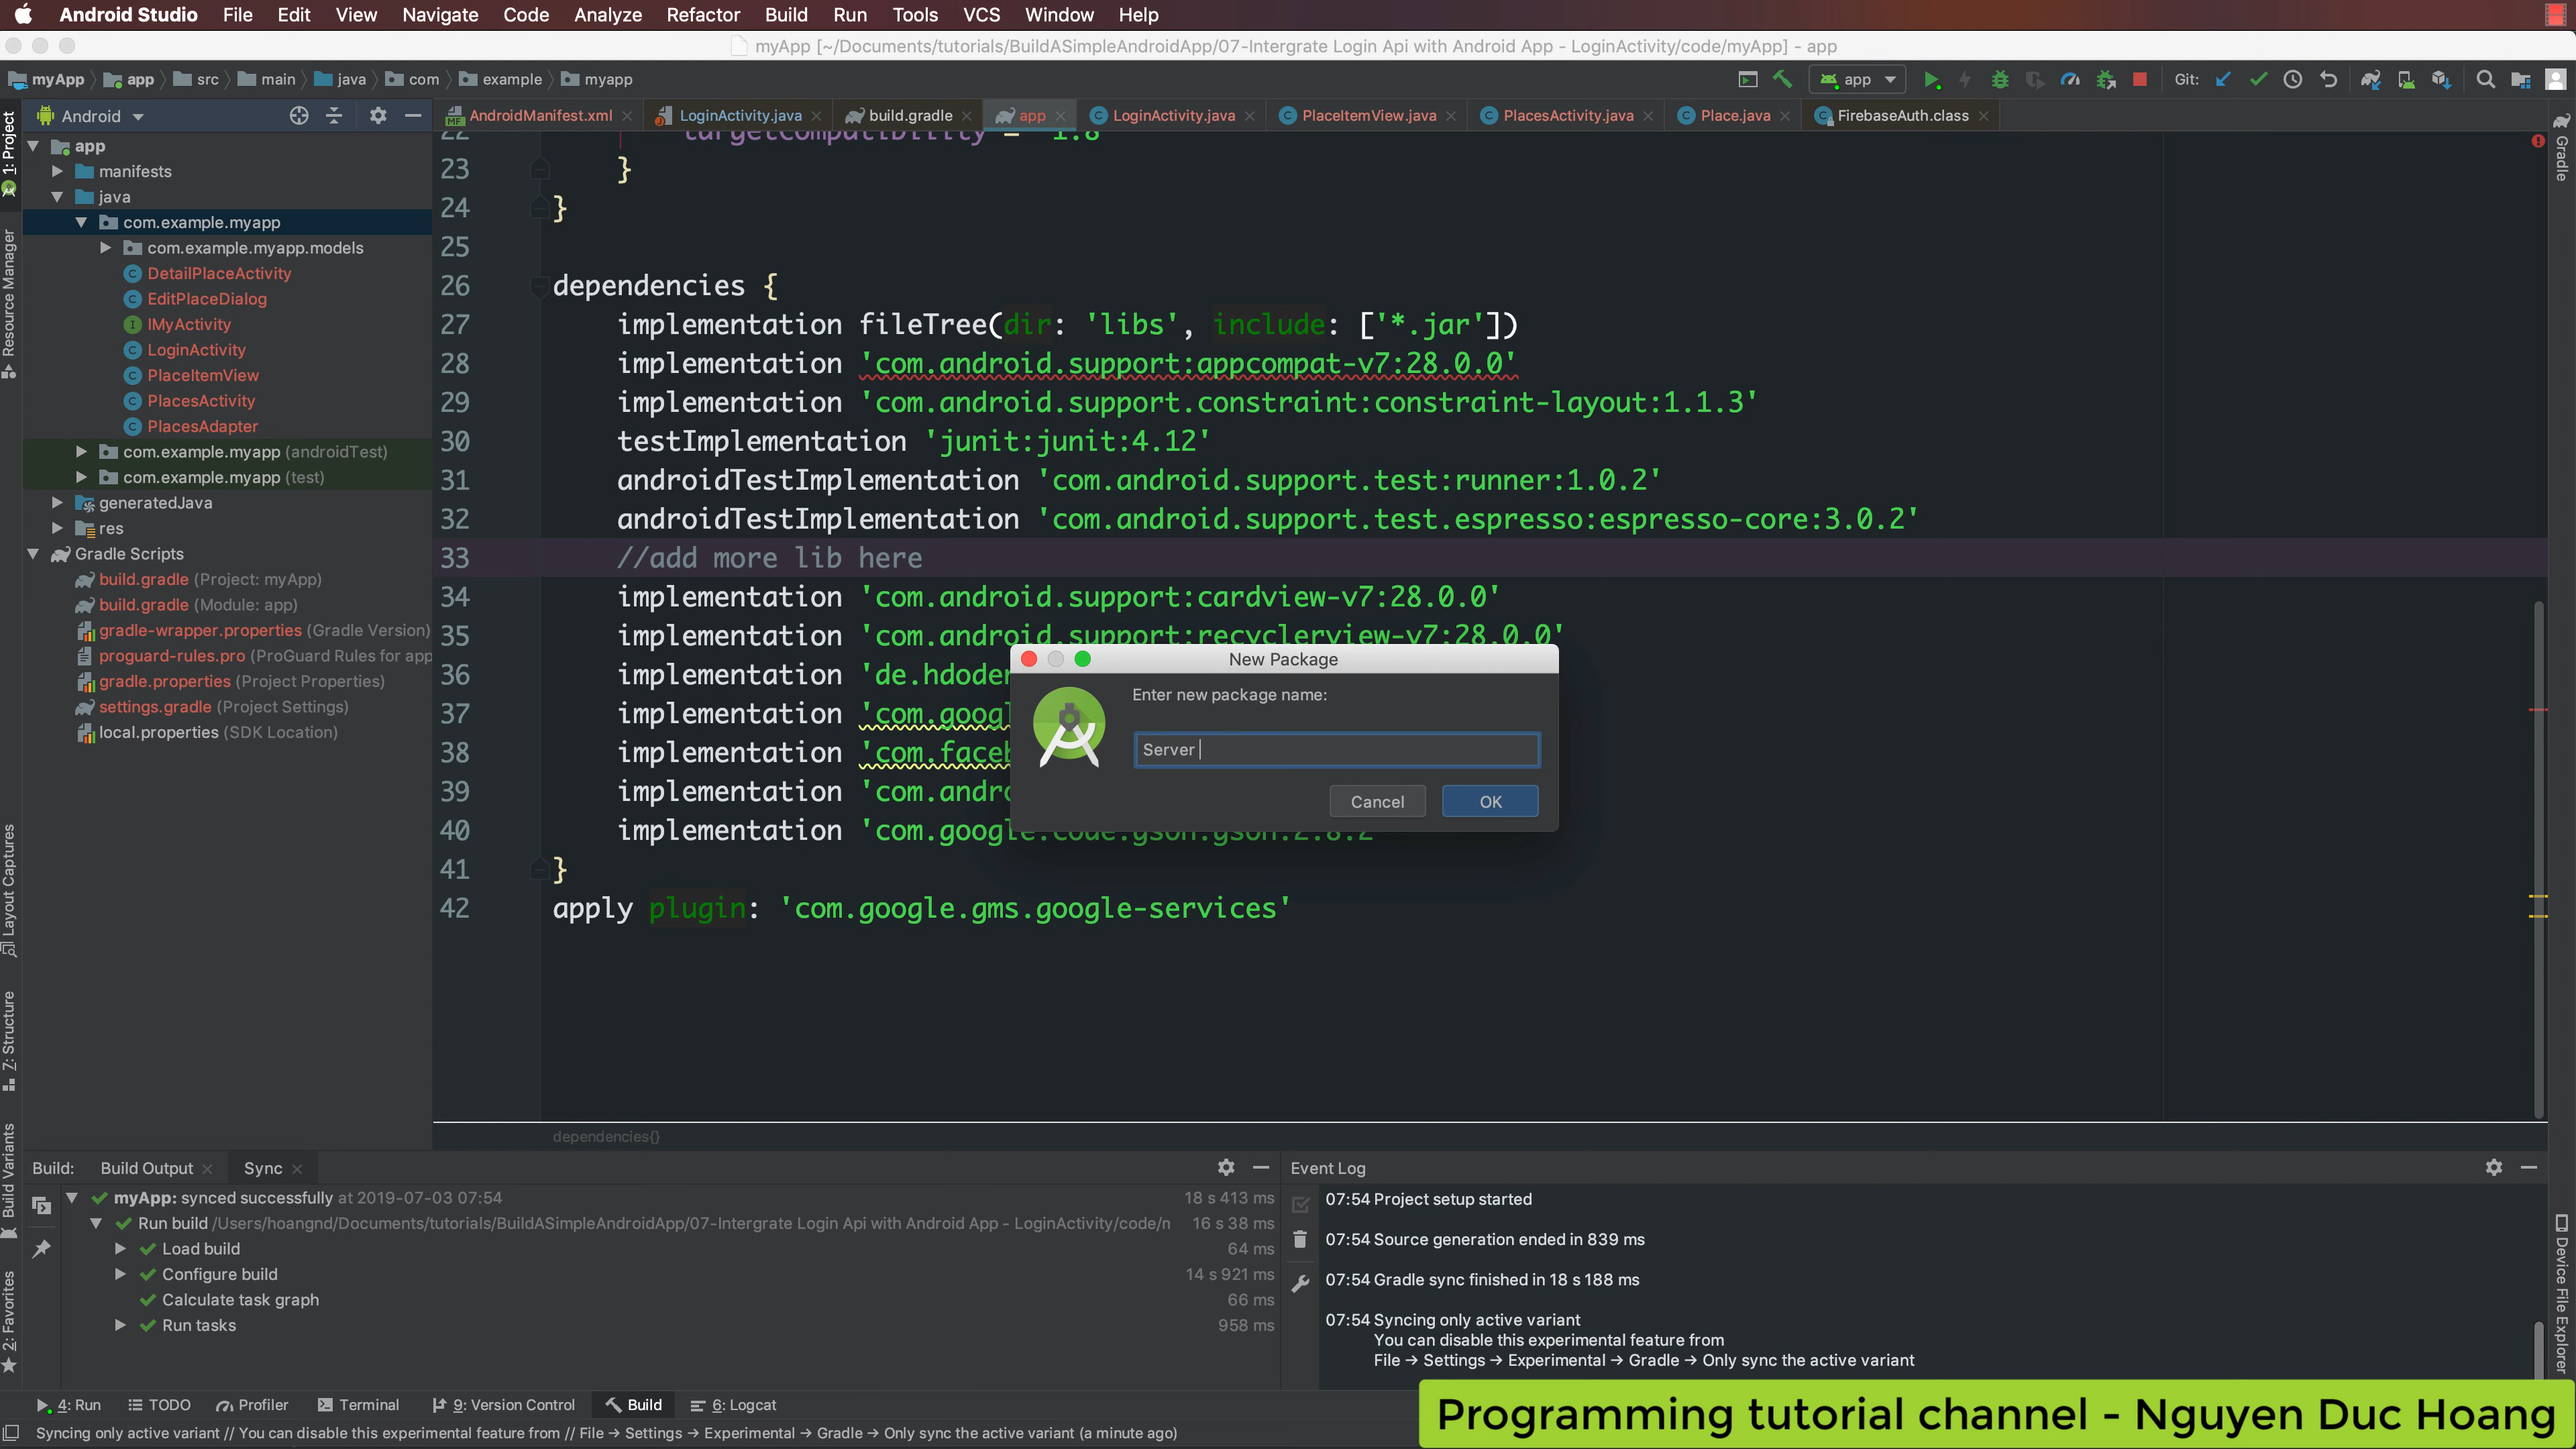 Android Studio File Edit View Navigate Code Analyze Refactor Build Run Tools VCS Window Help
myApp [~/Documents/tutorials/BuildASimpleAndroidApp/07-Intergrate Login Api with Android App - LoginActivity/code/myApp] - app
myApp app src main java com example myapp app Git:
Android
AndroidManifest.xml LoginActivity.java build.gradle app LoginActivity.java PlaceItemView.java PlacesActivity.java Place.java FirebaseAuth.class
1: Project
Resource Manager
Layout Captures
7: Structure
Build Variants
2: Favorites
Gradle
Device File Explorer
app
manifests
java
com.example.myapp
com.example.myapp.models
DetailPlaceActivity
EditPlaceDialog
IMyActivity
LoginActivity
PlaceItemView
PlacesActivity
PlacesAdapter
com.example.myapp (androidTest)
com.example.myapp (test)
generatedJava
res
Gradle Scripts
build.gradle (Project: myApp)
build.gradle (Module: app)
gradle-wrapper.properties (Gradle Version)
proguard-rules.pro (ProGuard Rules for app
gradle.properties (Project Properties)
settings.gradle (Project Settings)
local.properties (SDK Location)
22 targetCompatibility = 1.8
23 }
24 }
25
26 dependencies {
27 implementation fileTree(dir: 'libs', include: ['*.jar'])
28 implementation 'com.android.support:appcompat-v7:28.0.0'
29 implementation 'com.android.support.constraint:constraint-layout:1.1.3'
30 testImplementation 'junit:junit:4.12'
31 androidTestImplementation 'com.android.support.test:runner:1.0.2'
32 androidTestImplementation 'com.android.support.test.espresso:espresso-core:3.0.2'
33 //add more lib here
34 implementation 'com.android.support:cardview-v7:28.0.0'
35 implementation 'com.android.support:recyclerview-v7:28.0.0'
36 implementation 'de.hdoden
37 implementation 'com.googl
38 implementation 'com.faceb
39 implementation 'com.andro
40 implementation 'com.google.code.gson:gson:2.8.2'
41 }
42 apply plugin: 'com.google.gms.google-services'
New Package
Enter new package name:
Server
Cancel OK
dependencies{}
Build: Build Output Sync
myApp: synced successfully at 2019-07-03 07:54 18 s 413 ms
Run build /Users/hoangnd/Documents/tutorials/BuildASimpleAndroidApp/07-Intergrate Login Api with Android App - LoginActivity/code/n 16 s 38 ms
Load build 64 ms
Configure build 14 s 921 ms
Calculate task graph 66 ms
Run tasks 958 ms
Event Log
07:54 Project setup started
07:54 Source generation ended in 839 ms
07:54 Gradle sync finished in 18 s 188 ms
07:54 Syncing only active variant
You can disable this experimental feature from
File → Settings → Experimental → Gradle → Only sync the active variant
4: Run TODO Profiler Terminal 9: Version Control Build 6: Logcat
Syncing only active variant // You can disable this experimental feature from // File → Settings → Experimental → Gradle → Only sync the active variant (a minute ago)
Programming tutorial channel - Nguyen Duc Hoang